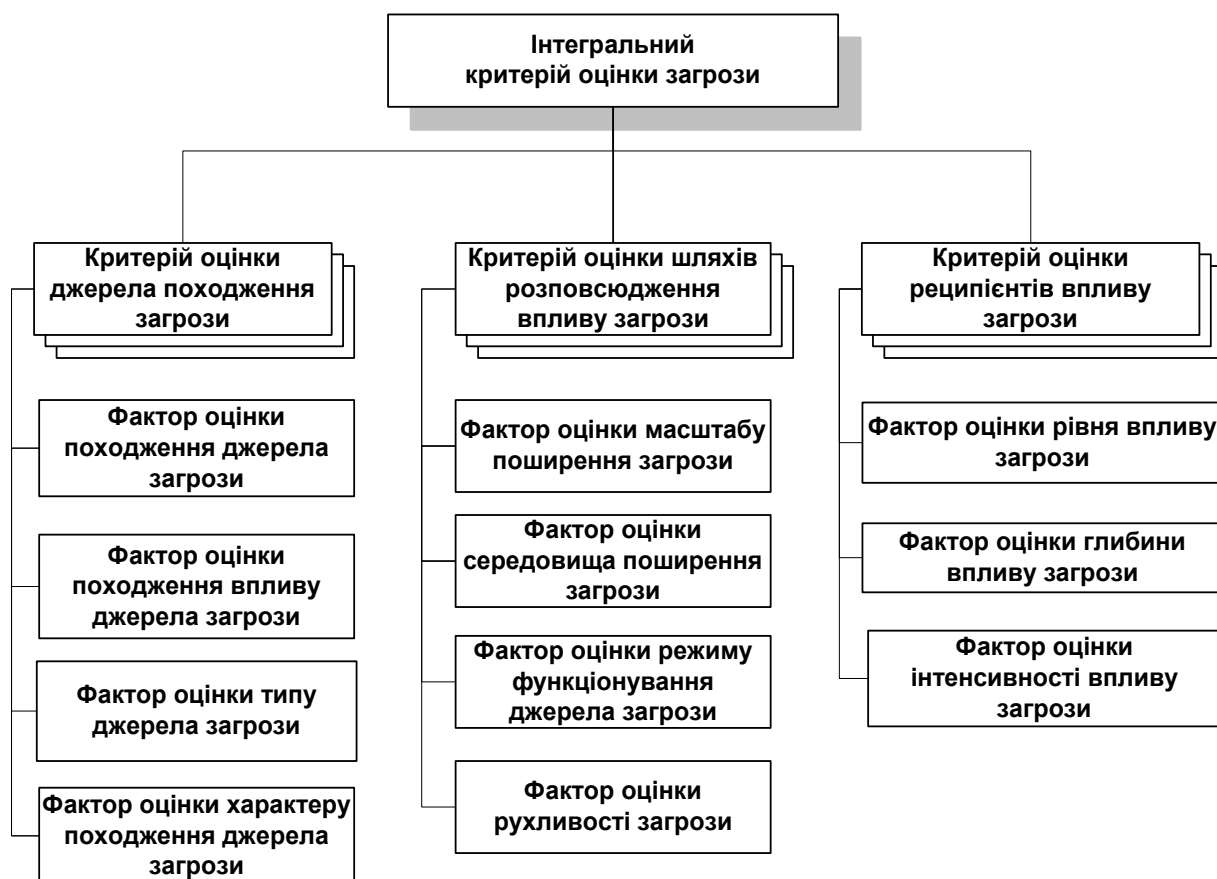 Інтегральний
критерій оцінки загрози
Критерій оцінки
джерела походження
загрози
Фактор оцінки
походження джерела
загрози
Фактор оцінки
походження впливу
джерела загрози
Фактор оцінки типу
джерела загрози
Фактор оцінки характеру
походження джерела
загрози
Критерій оцінки шляхів
розповсюдження
впливу загрози
Фактор оцінки масштабу
поширення загрози
Фактор оцінки
середовища поширення
загрози
Фактор оцінки режиму
функціонування
джерела загрози
Фактор оцінки
рухливості загрози
Критерій оцінки
реципієнтів впливу
загрози
Фактор оцінки рівня впливу
загрози
Фактор оцінки глибини
впливу загрози
Фактор оцінки
інтенсивності впливу
загрози